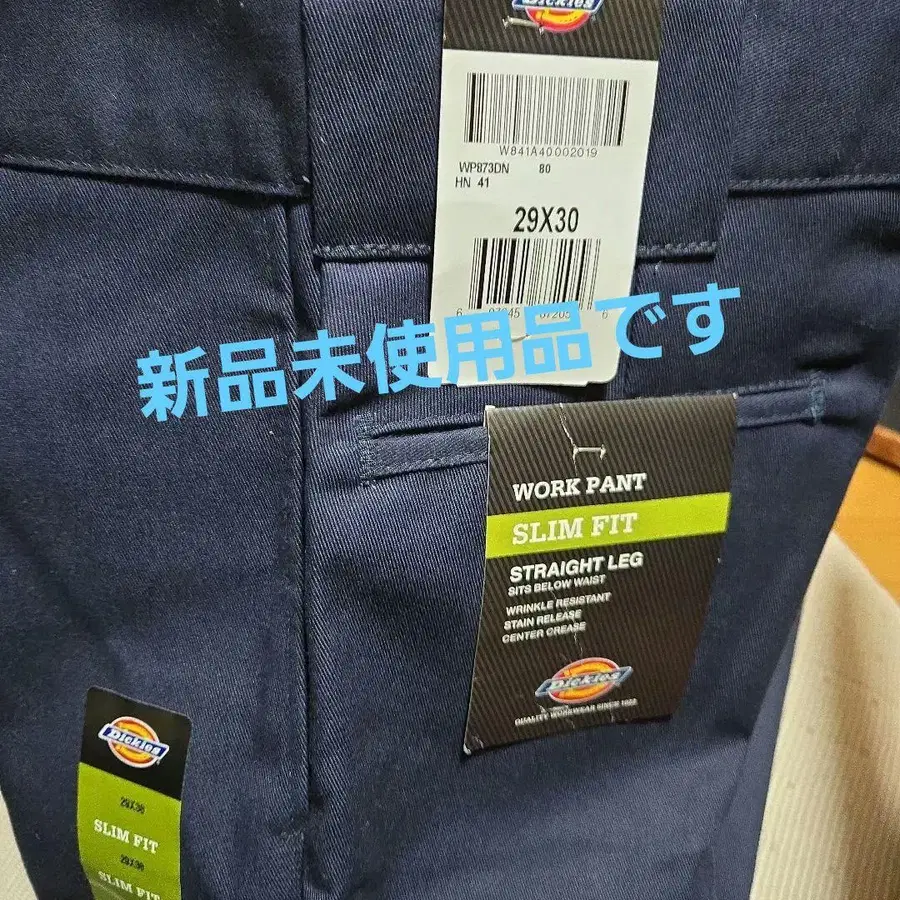 Dickies
W841A40002019
WP873DN 80
HN 41
29X30
新品未使用品です
WORK PANT
SLIM FIT
STRAIGHT LEG
SITS BELOW WAIST
WRINKLE RESISTANT
STAIN RELEASE
CENTER CREASE
Dickies
QUALITY WORKWEAR SINCE 1922
Dickies
29X30
SLIM FIT
29X30
SLIM FIT